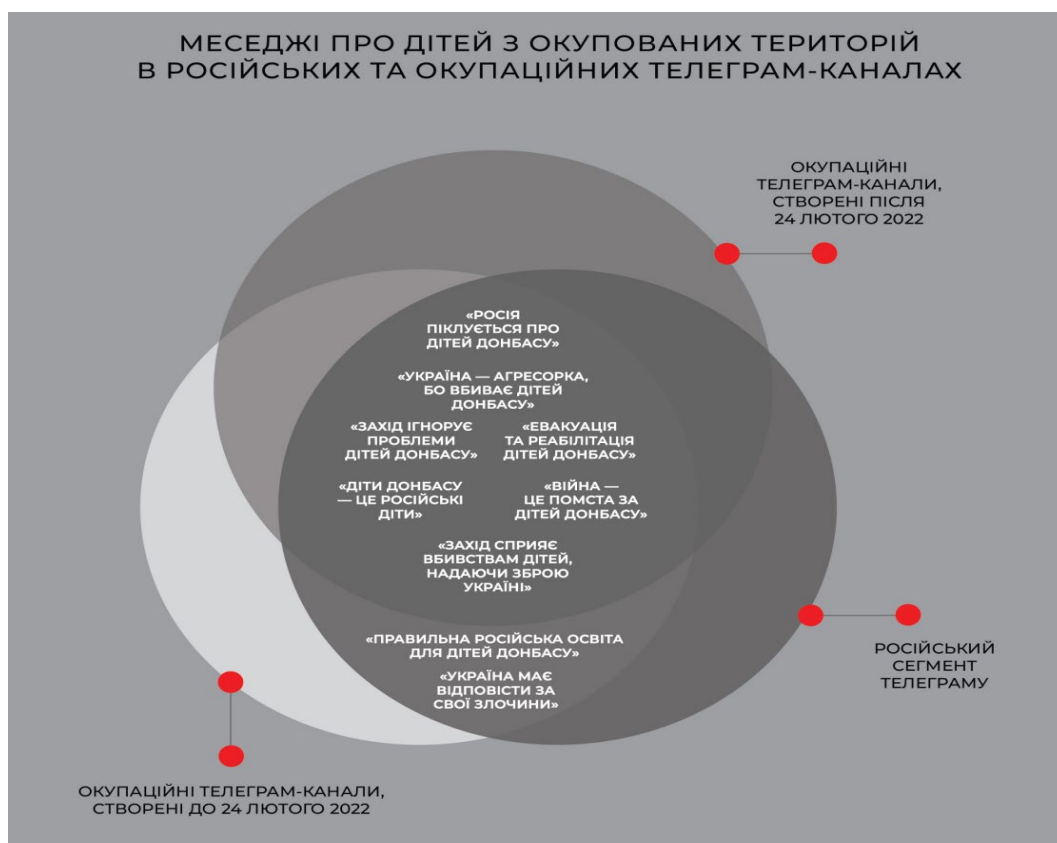 МЕСЕДЖІ ПРО ДІТЕЙ З ОКУПОВАНИХ ТЕРИТОРІЙ
В РОСІЙСЬКИХ ТА ОКУПАЦІЙНИХ ТЕЛЕГРАМ-КАНАЛАХ
ОКУПАЦІЙНІ
ТЕЛЕГРАМ-КАНАЛИ,
СТВОРЕНІ ПІСЛЯ
24 ЛЮТОГО 2022
«РОСІЯ
ПІКЛУЄТЬСЯ ПРО
ДІТЕЙ ДОНБАСУ»
«УКРАЇНА — АГРЕСОРКА,
БО ВБИВАЄ ДІТЕЙ
ДОНБАСУ»
«ЗАХІД ІГНОРУЄ
ПРОБЛЕМИ
ДІТЕЙ ДОНБАСУ»
«ЕВАКУАЦІЯ
ТА РЕАБІЛІТАЦІЯ
ДІТЕЙ ДОНБАСУ»
«ДІТИ ДОНБАСУ
— ЦЕ РОСІЙСЬКІ
ДІТИ»
«ВІЙНА —
ЦЕ ПОМСТА ЗА
ДІТЕЙ ДОНБАСУ»
«ЗАХІД СПРИЯЄ
ВБИВСТВАМ ДІТЕЙ,
НАДАЮЧИ ЗБРОЮ
УКРАЇНІ»
«ПРАВИЛЬНА РОСІЙСЬКА ОСВІТА
ДЛЯ ДІТЕЙ ДОНБАСУ»
«УКРАЇНА МАЄ
ВІДПОВІСТИ ЗА
СВОЇ ЗЛОЧИНИ»
РОСІЙСЬКИЙ
СЕГМЕНТ
ТЕЛЕГРАМУ
ОКУПАЦІЙНІ ТЕЛЕГРАМ-КАНАЛИ,
СТВОРЕНІ ДО 24 ЛЮТОГО 2022